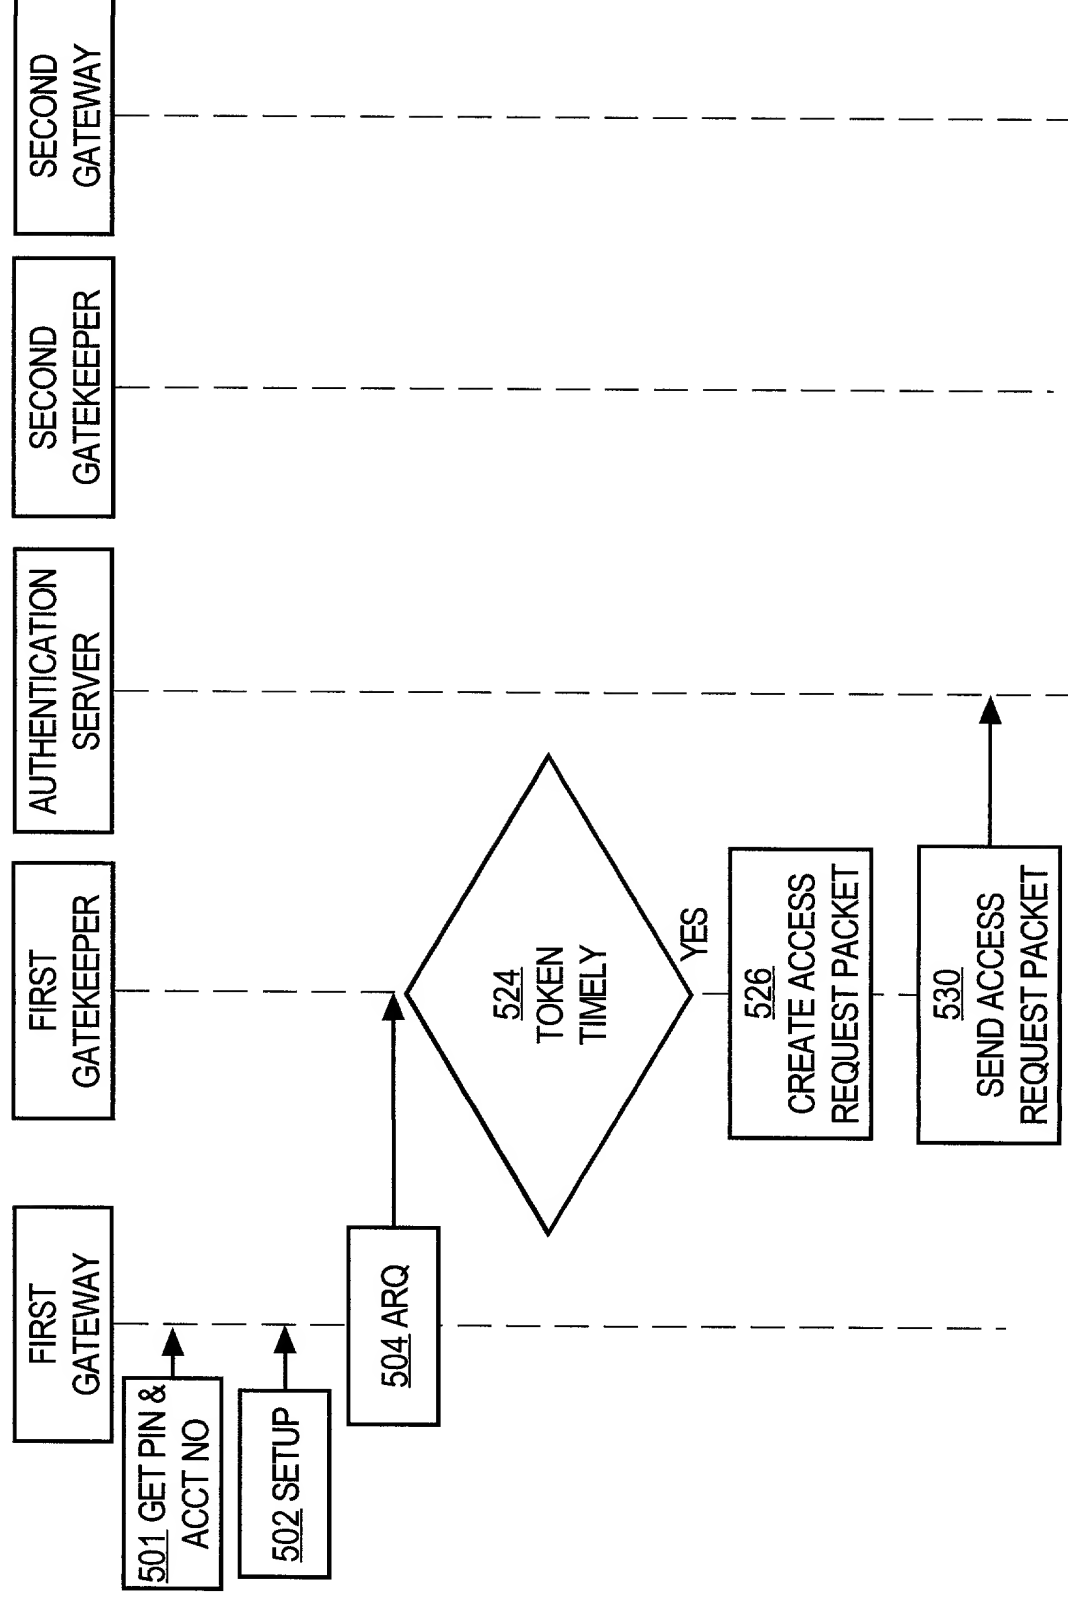 FIRST
GATEWAY
FIRST
GATEKEEPER
AUTHENTICATION
SERVER
SECOND
GATEKEEPER
SECOND
GATEWAY
501 GET PIN &
ACCT NO
502 SETUP
504 ARQ
524
TOKEN
TIMELY
YES
526
CREATE ACCESS
REQUEST PACKET
530
SEND ACCESS
REQUEST PACKET